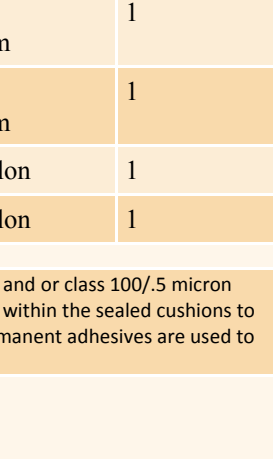 1
m
1
m
lon 1
lon 1
and or class 100/.5 micron
within the sealed cushions to
manent adhesives are used to